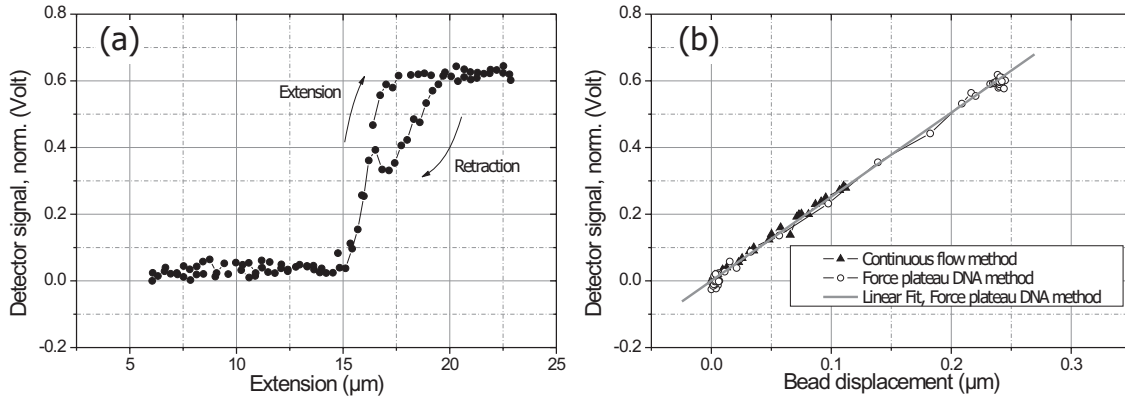 (a)
Detector signal, norm. (Volt)
0.8
0.6
0.4
0.2
0.0
-0.2
Extension
Retraction
5 10 15 20 25
Extension (µm)
(b)
Detector signal, norm. (Volt)
0.8
0.6
0.4
0.2
0.0
-0.2
Continuous flow method
Force plateau DNA method
Linear Fit, Force plateau DNA method
0.0 0.1 0.2 0.3
Bead displacement (µm)